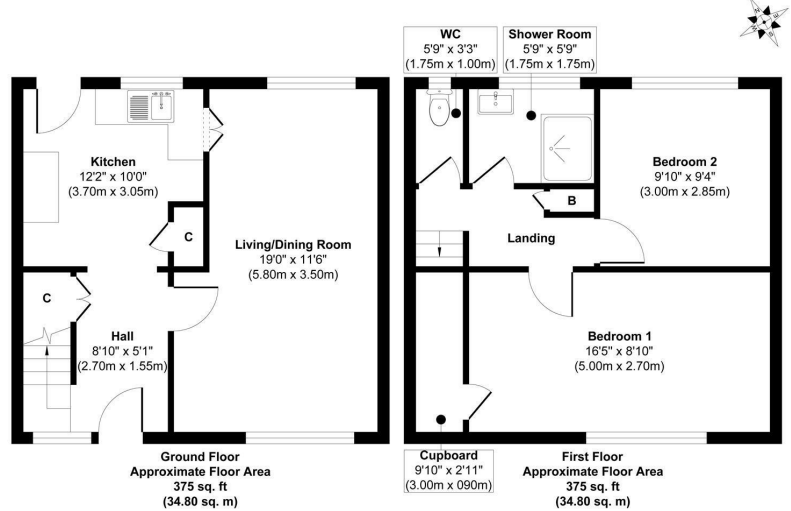 WC
5'9" x 3'3"
(1.75m x 1.00m)
Shower Room
5'9" x 5'9"
(1.75m x 1.75m)
Kitchen
12'2" x 10'0"
(3.70m x 3.05m)
C
Living/Dining Room
19'0" x 11'6"
(5.80m x 3.50m)
C
Hall
8'10" x 5'1"
(2.70m x 1.55m)
Bedroom 2
9'10" x 9'4"
(3.00m x 2.85m)
B
Landing
Bedroom 1
16'5" x 8'10"
(5.00m x 2.70m)
Cupboard
9'10" x 2'11"
(3.00m x 090m)
Ground Floor
Approximate Floor Area
375 sq. ft
(34.80 sq. m)
First Floor
Approximate Floor Area
375 sq. ft
(34.80 sq. m)